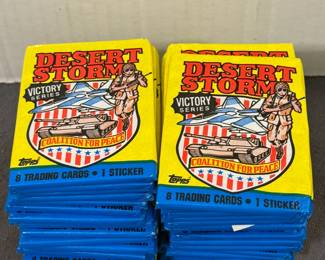 DESERT
STORM
VICTORY
SERIES
COALITION FOR PEACE
Topps
8 TRADING CARDS • 1 STICKER
DESERT
DESERT
STORM
VICTORY
SERIES
COALITION FOR PEACE
Topps
8 TRADING CARDS • 1 STICKER